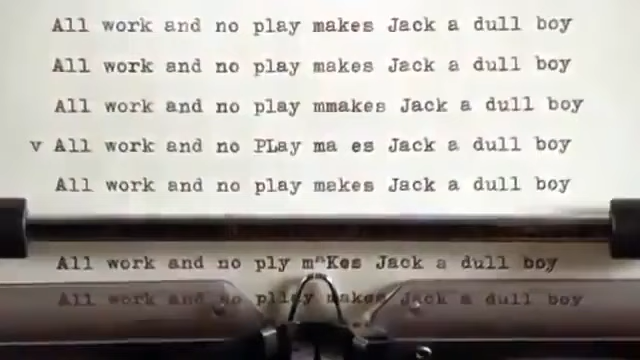 All work and no play makes Jack a dull boy
All work and no play makes Jack a dull boy
All work and no play mmakes Jack a dull boy
v All work and no PLay ma es Jack a dull boy
All work and no play makes Jack a dull boy
All work and no ply m^Kes Jack a dull boy
All work and no makes Jack a dull boy